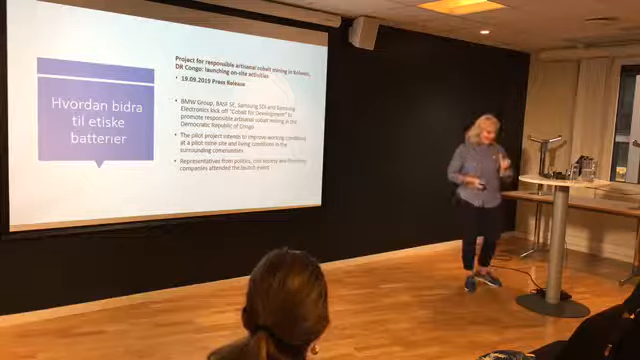 Hvordan bidra
til etiske
batterier
Project for responsible artisanal cobalt mining in Kolwezi,
DR Congo: launching on-site activities.
• 19.09.2019 Press Release
• BMW Group, BASF SE, Samsung SDI and Samsung
Electronics kick off "Cobalt for Development" to
promote responsible artisanal cobalt mining in the
Democratic Republic of Congo
• The pilot project intends to improve working conditions
at a pilot mine site and living conditions in the
surrounding communities.
• Representatives from politics, civil society and
companies attended the launch event